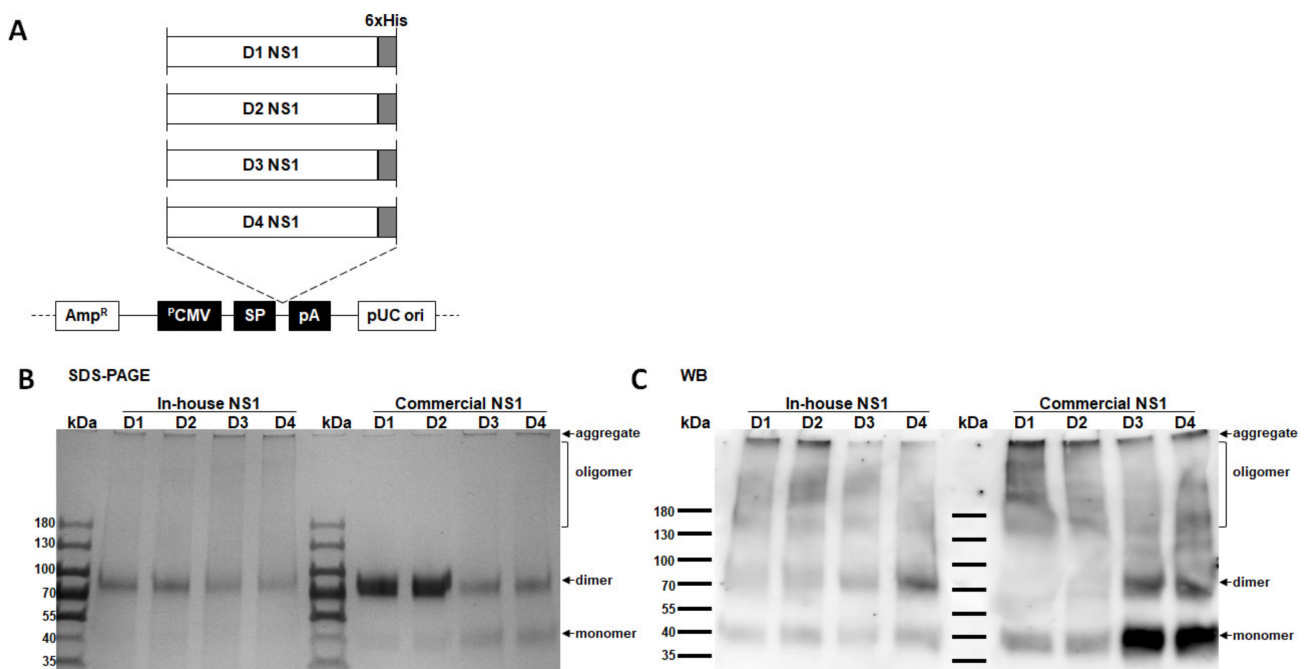 A
6xHis
D1 NS1
D2 NS1
D3 NS1
D4 NS1
Amp^R ^PCMV SP pA pUC ori
B SDS-PAGE
In-house NS1 Commercial NS1
kDa D1 D2 D3 D4 kDa D1 D2 D3 D4
aggregate
oligomer
180
130
100
dimer
70
55
40
monomer
35
C WB
In-house NS1 Commercial NS1
kDa D1 D2 D3 D4 kDa D1 D2 D3 D4
aggregate
oligomer
180
130
100
70
dimer
55
40
monomer
35